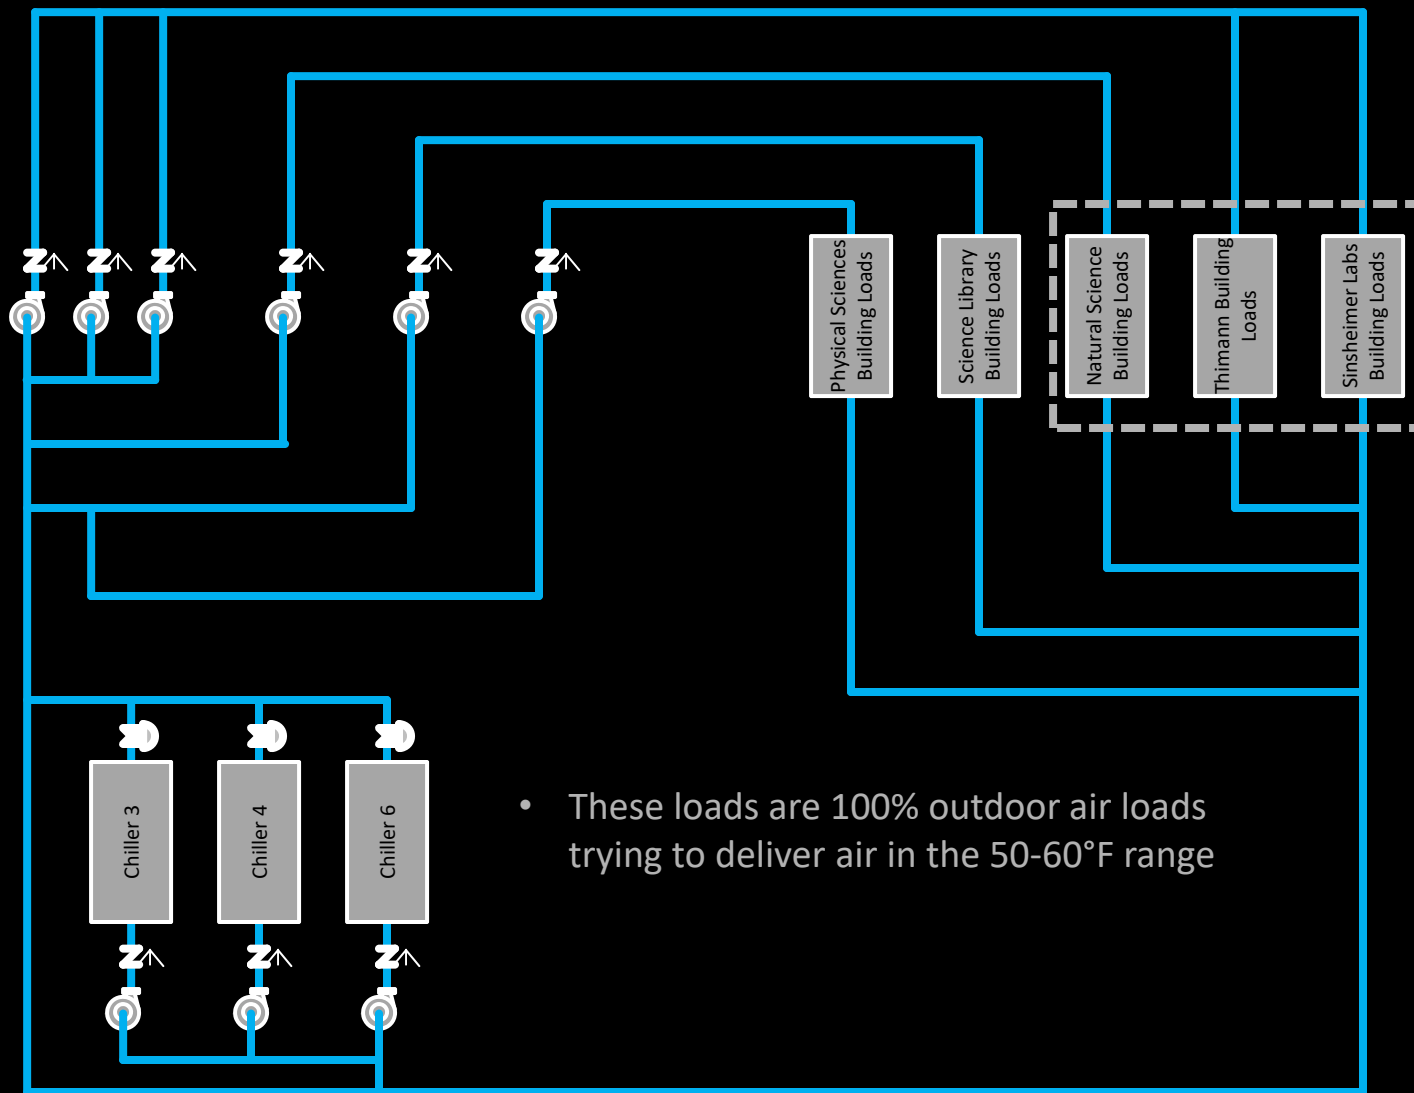 Physical Sciences
Building Loads
Science Library
Building Loads
Natural Science
Building Loads
Thimann Building
Loads
Sinsheimer Labs
Building Loads
Chiller 3
Chiller 4
Chiller 6
• These loads are 100% outdoor air loads
trying to deliver air in the 50-60°F range